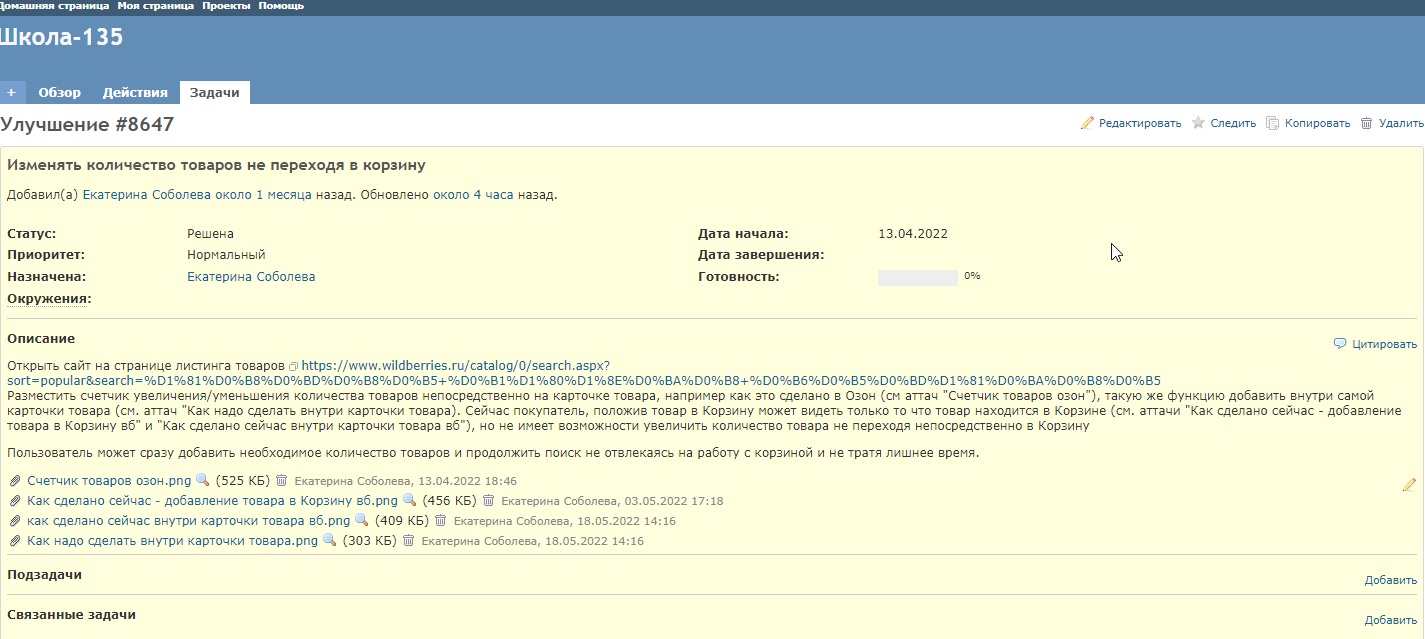 Домашняя страница Моя страница Проекты Помощь
Школа-135
+ Обзор Действия Задачи
Улучшение #8647
Редактировать Следить Копировать Удалить
Изменять количество товаров не переходя в корзину
Добавил(а) Екатерина Соболева около 1 месяца назад. Обновлено около 4 часа назад.
Статус: Решена Дата начала: 13.04.2022
Приоритет: Нормальный Дата завершения:
Назначена: Екатерина Соболева Готовность: 0%
Окружения:
Описание
Цитировать
Открыть сайт на странице листинга товаров https://www.wildberries.ru/catalog/0/search.aspx?
sort=popular&search=%D1%81%D0%B8%D0%BD%D0%B8%D0%B5+%D0%B1%D1%80%D1%8E%D0%BA%D0%B8+%D0%B6%D0%B5%D0%BD%D1%81%D0%BA%D0%B8%D0%B5
Разместить счетчик увеличения/уменьшения количества товаров непосредственно на карточке товара, например как это сделано в Озон (см аттач "Счетчик товаров озон"), такую же функцию добавить внутри самой
карточки товара (см. аттач "Как надо сделать внутри карточки товара). Сейчас покупатель, положив товар в Корзину может видеть только то что товар находится в Корзине (см. аттачи "Как сделано сейчас - добавление
товара в Корзину вб" и "Как сделано сейчас внутри карточки товара вб"), но не имеет возможности увеличить количество товара не переходя непосредственно в Корзину
Пользователь может сразу добавить необходимое количество товаров и продолжить поиск не отвлекаясь на работу с корзиной и не тратя лишнее время.
Счетчик товаров озон.png (525 КБ) Екатерина Соболева, 13.04.2022 18:46
Как сделано сейчас - добавление товара в Корзину вб.png (456 КБ) Екатерина Соболева, 03.05.2022 17:18
как сделано сейчас внутри карточки товара вб.png (409 КБ) Екатерина Соболева, 18.05.2022 14:16
Как надо сделать внутри карточки товара.png (303 КБ) Екатерина Соболева, 18.05.2022 14:16
Подзадачи
Добавить
Связанные задачи
Добавить